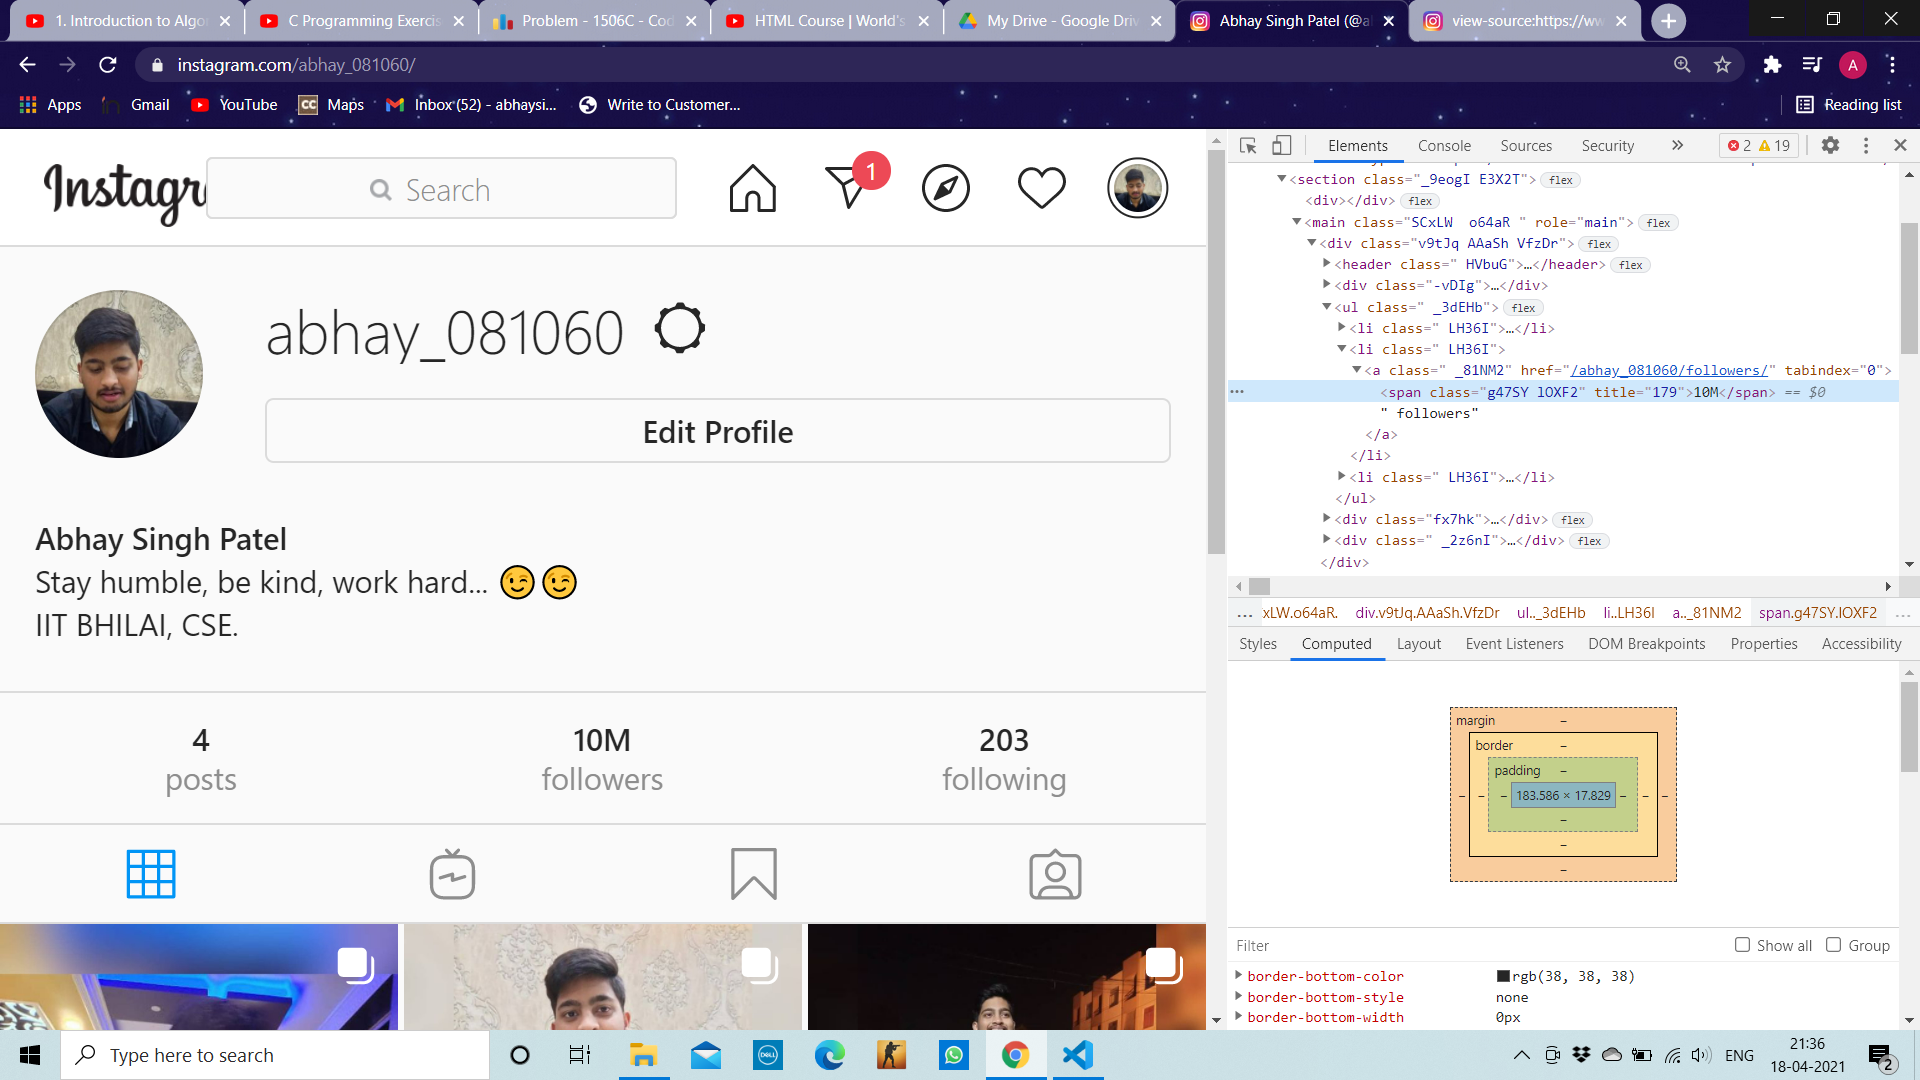 1. Introduction to Algo
C Programming Exercis
Problem - 1506C - Cod
HTML Course | World's
My Drive - Google Driv
Abhay Singh Patel (@a
view-source:https://ww
instagram.com/abhay_081060/
A
Apps
Gmail
YouTube
CC
Maps
Inbox (52) - abhaysi...
Write to Customer...
Reading list
Instagr
Search
1
abhay_081060
Edit Profile
Abhay Singh Patel
Stay humble, be kind, work hard... 😉😉
IIT BHILAI, CSE.
4
posts
10M
followers
203
following
Elements Console Sources Security » 2 19
<section class="_9eogI E3X2T"> flex
<div></div> flex
<main class="SCxLW  o64aR " role="main"> flex
<div class="v9tJq AAaSh VfzDr"> flex
<header class=" HVbuG">…</header> flex
<div class="-vDIg">…</div>
<ul class=" _3dEHb"> flex
<li class=" LH36I">…</li>
<li class=" LH36I">
<a class=" _81NM2" href="/abhay_081060/followers/" tabindex="0">
<span class="g47SY lOXF2" title="179">10M</span> == $0
" followers"
</a>
</li>
<li class=" LH36I">…</li>
</ul>
<div class="fx7hk">…</div> flex
<div class=" _2z6nI">…</div> flex
</div>
... xLW.o64aR. div.v9tJq.AAaSh.VfzDr ul.._3dEHb li..LH36I a.._81NM2 span.g47SY.lOXF2 ...
Styles Computed Layout Event Listeners DOM Breakpoints Properties Accessibility
margin –
border –
padding –
– – – 183.586 × 17.829 – – –
–
–
–
Filter Show all Group
border-bottom-color rgb(38, 38, 38)
border-bottom-style none
border-bottom-width 0px
Type here to search
DELL
ENG
21:36
18-04-2021
2